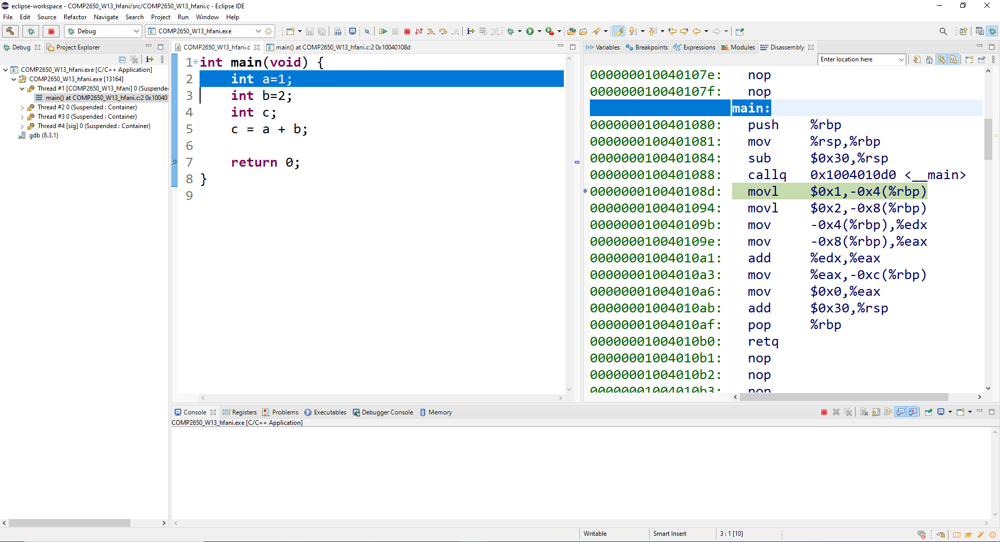 eclipse-workspace - COMP2650_W13_hfani/src/COMP2650_W13_hfani.c - Eclipse IDE
File Edit Source Refactor Navigate Search Project Run Window Help
Debug COMP2650_W13_hfani.exe
Debug Project Explorer
COMP2650_W13_hfani.exe [C/C++ Application]
COMP2650_W13_hfani.exe [13164]
Thread #1 [COMP2650_W13_hfani] 0 (Suspended
main() at COMP2650_W13_hfani.c:2 0x10040
Thread #2 0 (Suspended : Container)
Thread #3 0 (Suspended : Container)
Thread #4 [sig] 0 (Suspended : Container)
gdb (8.3.1)
COMP2650_W13_hfani.c main() at COMP2650_W13_hfani.c:2 0x10040108d
1 int main(void) {
2 int a=1;
3 int b=2;
4 int c;
5 c = a + b;
6
7 return 0;
8 }
9
(x)= Variables Breakpoints Expressions Modules Disassembly
Enter location here
000000010040107e: nop
000000010040107f: nop
main:
0000000100401080: push %rbp
0000000100401081: mov %rsp,%rbp
0000000100401084: sub $0x30,%rsp
0000000100401088: callq 0x1004010d0 <__main>
000000010040108d: movl $0x1,-0x4(%rbp)
0000000100401094: movl $0x2,-0x8(%rbp)
000000010040109b: mov -0x4(%rbp),%edx
000000010040109e: mov -0x8(%rbp),%eax
00000001004010a1: add %edx,%eax
00000001004010a3: mov %eax,-0xc(%rbp)
00000001004010a6: mov $0x0,%eax
00000001004010ab: add $0x30,%rsp
00000001004010af: pop %rbp
00000001004010b0: retq
00000001004010b1: nop
00000001004010b2: nop
00000001004010b3: nop
Console Registers Problems Executables Debugger Console Memory
COMP2650_W13_hfani.exe [C/C++ Application]
Writable Smart Insert 3 : 1 [10]